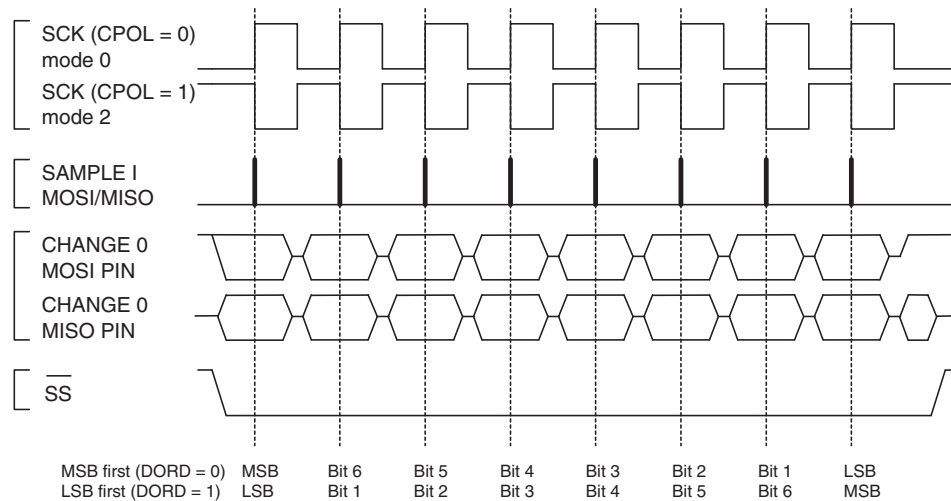 SCK (CPOL = 0)
mode 0
SCK (CPOL = 1)
mode 2
SAMPLE I
MOSI/MISO
CHANGE 0
MOSI PIN
CHANGE 0
MISO PIN
SS
MSB first (DORD = 0) MSB Bit 6 Bit 5 Bit 4 Bit 3 Bit 2 Bit 1 LSB
LSB first (DORD = 1) LSB Bit 1 Bit 2 Bit 3 Bit 4 Bit 5 Bit 6 MSB